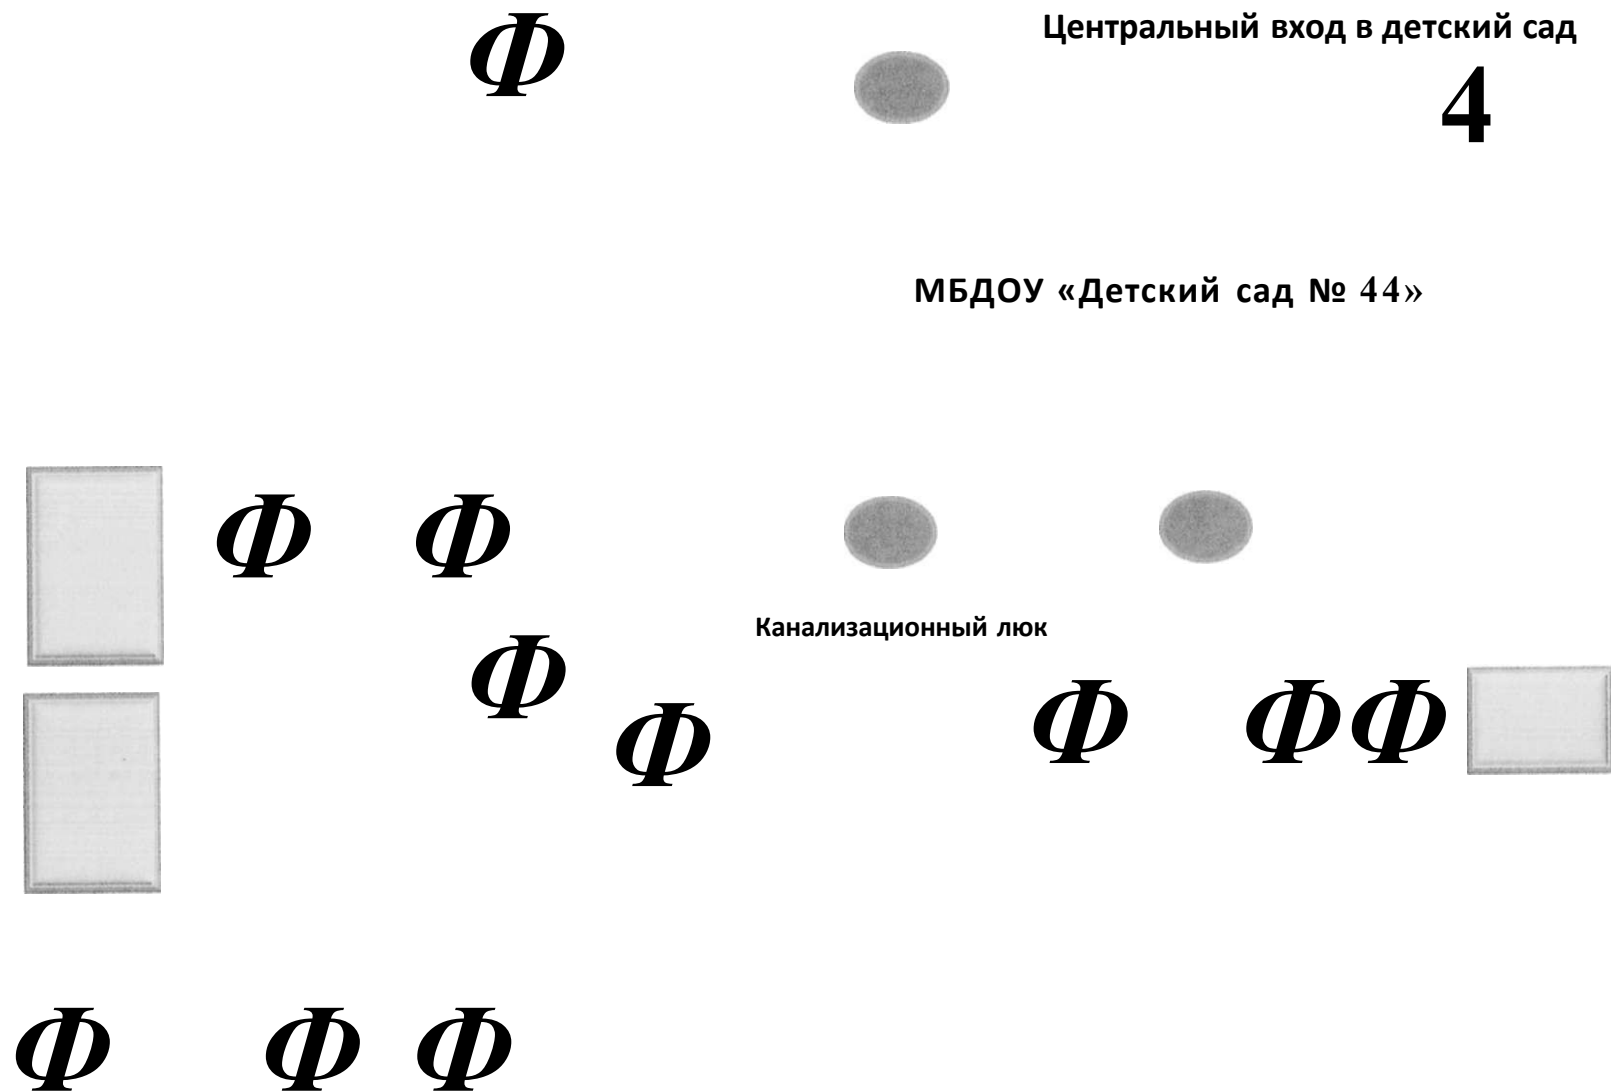 Ф
Центральный вход в детский сад
4
МБДОУ «Детский сад № 44»
Ф Ф
Канализационный люк
Ф
Ф
Ф ФФ
Ф Ф Ф